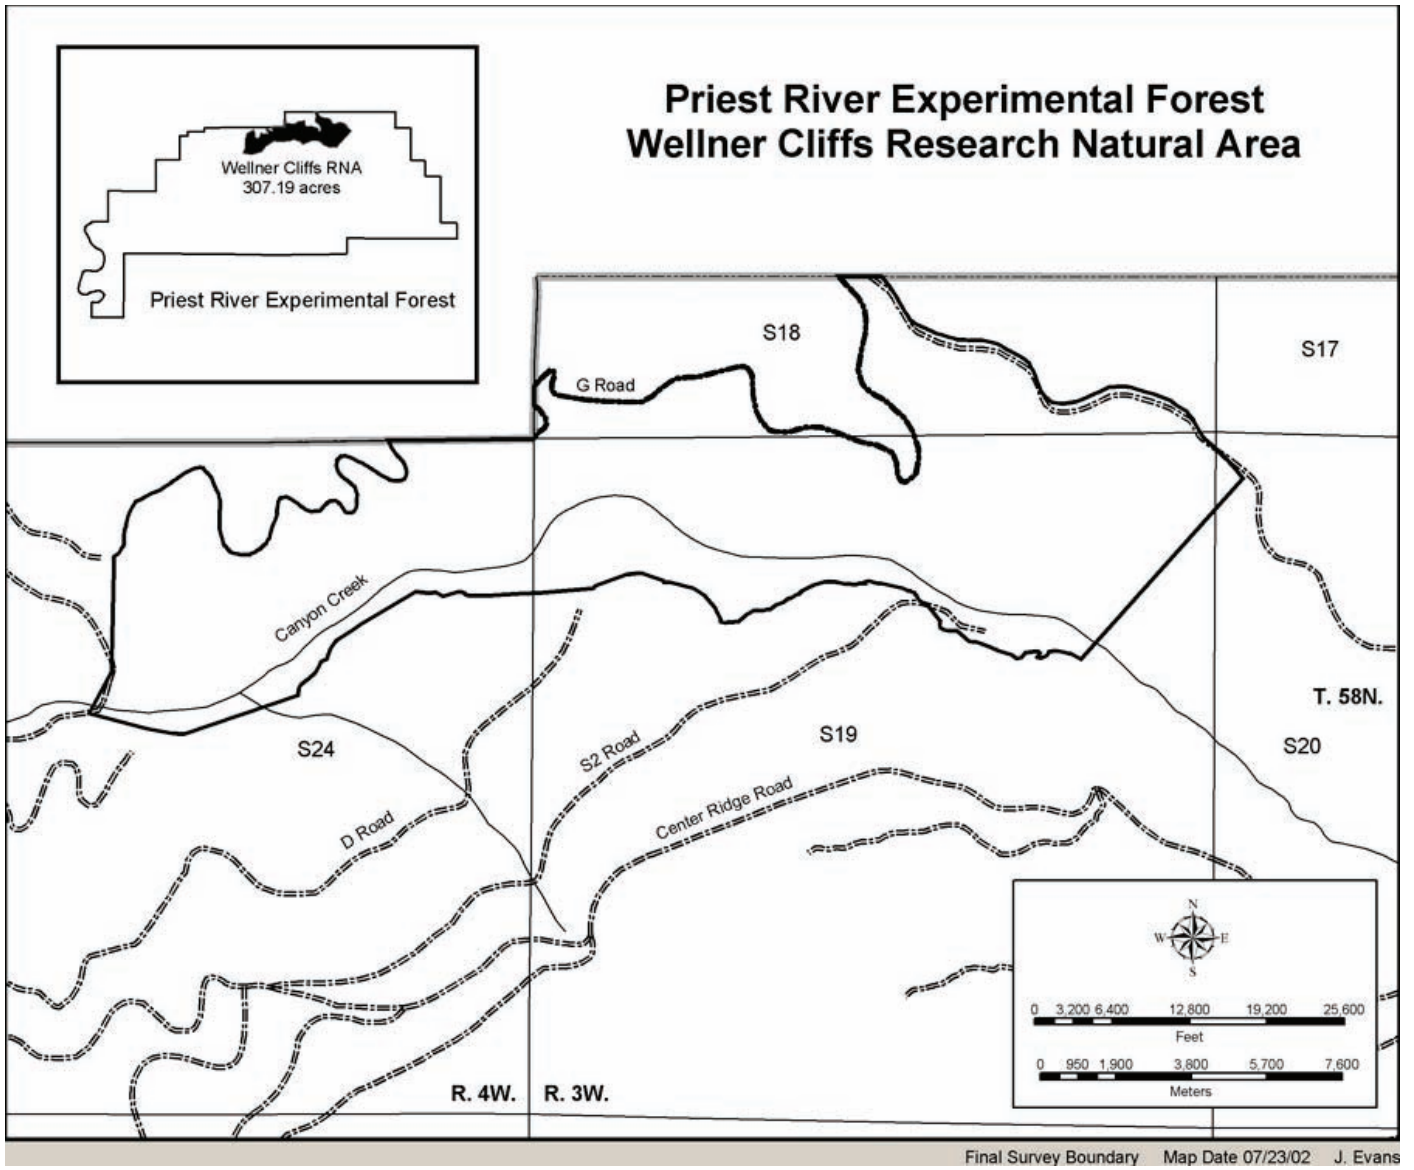 Priest River Experimental Forest
Wellner Cliffs Research Natural Area
Wellner Cliffs RNA
307.19 acres
Priest River Experimental Forest
S18
S17
G Road
Canyon Creek
T. 58N.
S24
S2 Road
S19
S20
Center Ridge Road
D Road
N
W E
S
0 3,200 6,400 12,800 19,200 25,600
Feet
0 950 1,900 3,800 5,700 7,600
Meters
R. 4W. R. 3W.
Final Survey Boundary Map Date 07/23/02 J. Evans